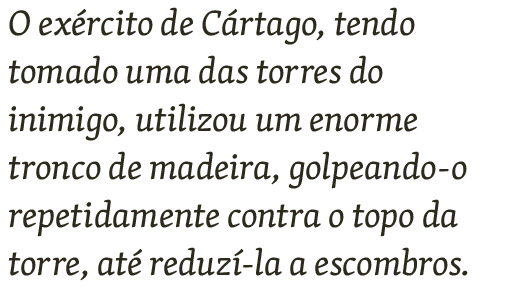 O exército de Cártago, tendo
tomado uma das torres do
inimigo, utilizou um enorme
tronco de madeira, golpeando-o
repetidamente contra o topo da
torre, até reduzí-la a escombros.